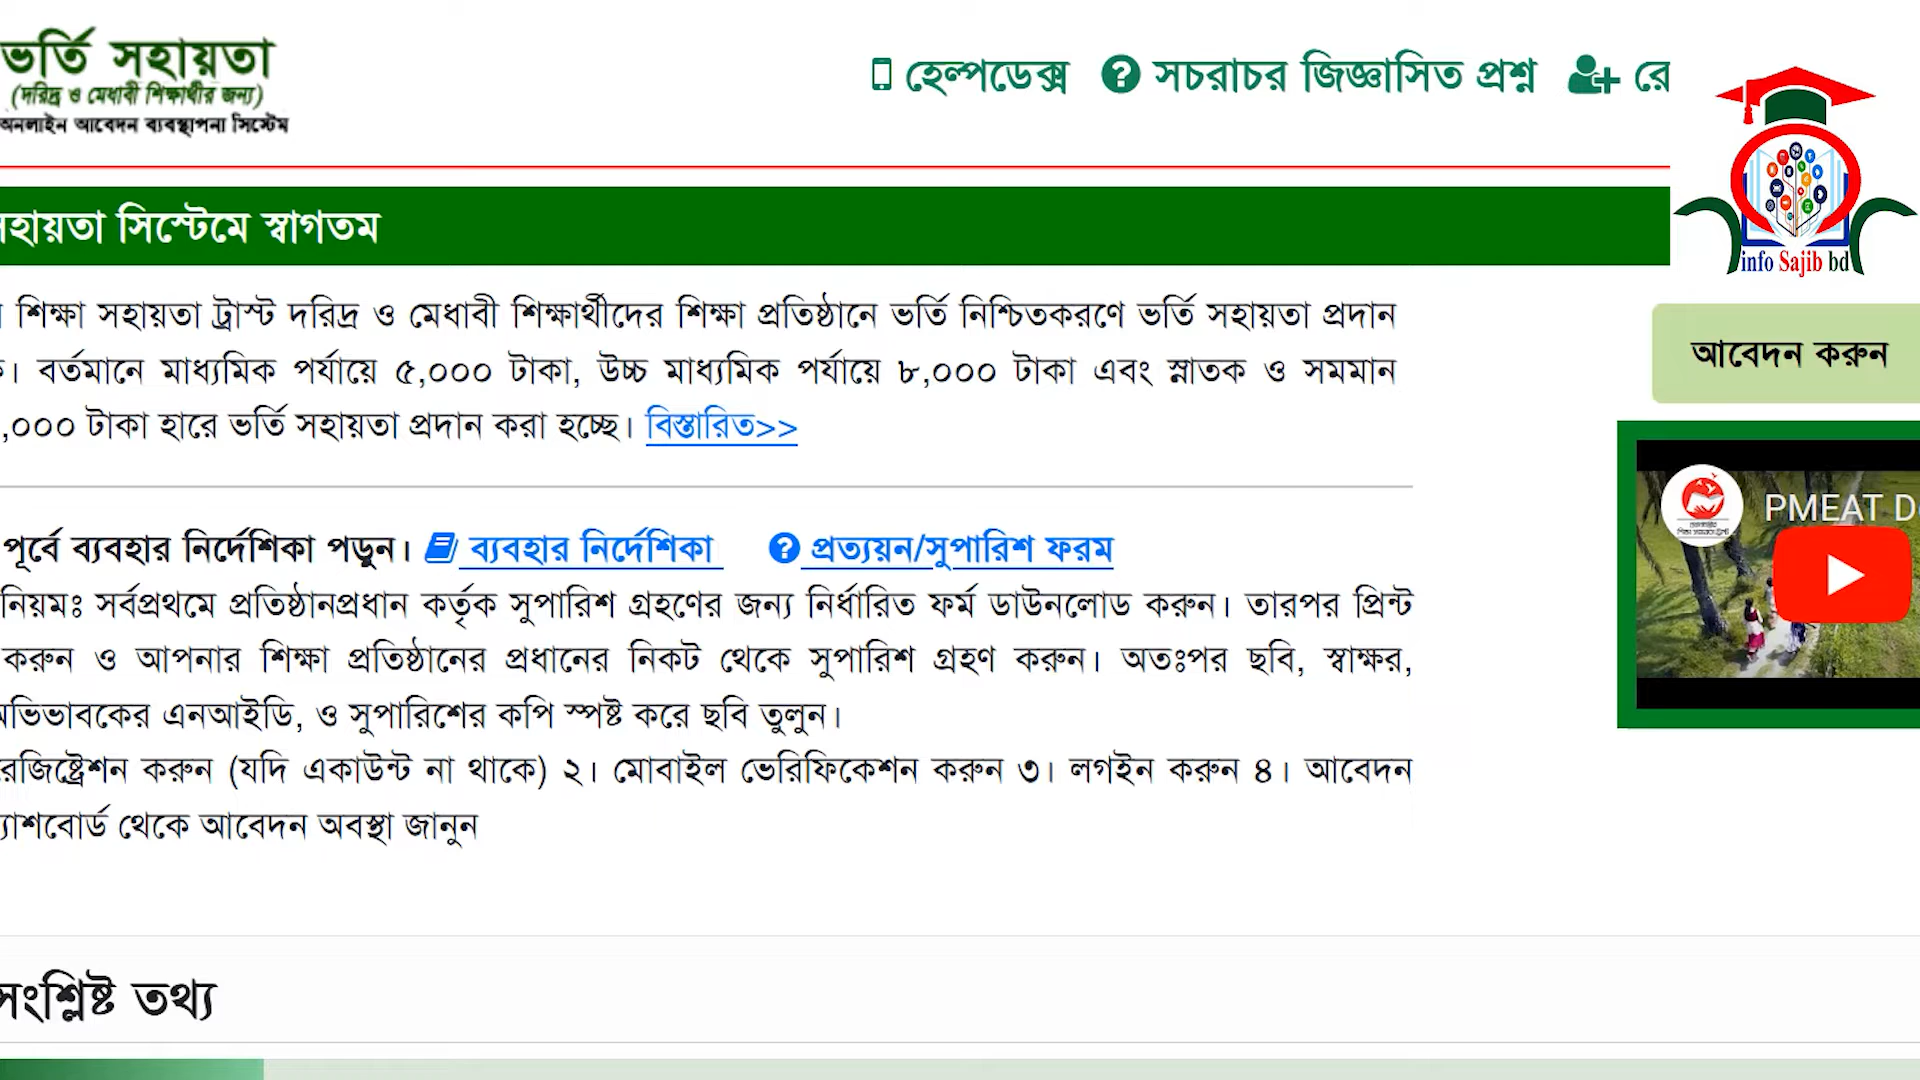 ভর্তি সহায়তা
(দরিদ্র ও মেধাবী শিক্ষার্থীর জন্য)
অনলাইন আবেদন ব্যবস্থাপনা সিস্টেম
হেল্পডেক্স সচরাচর জিজ্ঞাসিত প্রশ্ন রে
info Sajib bd
সহায়তা সিস্টেমে স্বাগতম
শিক্ষা সহায়তা ট্রাস্ট দরিদ্র ও মেধাবী শিক্ষার্থীদের শিক্ষা প্রতিষ্ঠানে ভর্তি নিশ্চিতকরণে ভর্তি সহায়তা প্রদান
। বর্তমানে মাধ্যমিক পর্যায়ে ৫,০০০ টাকা, উচ্চ মাধ্যমিক পর্যায়ে ৮,০০০ টাকা এবং স্নাতক ও সমমান
,০০০ টাকা হারে ভর্তি সহায়তা প্রদান করা হচ্ছে। বিস্তারিত>>
আবেদন করুন
PMEAT D
পূর্বে ব্যবহার নির্দেশিকা পড়ুন। ব্যবহার নির্দেশিকা প্রত্যয়ন/সুপারিশ ফরম
নিয়মঃ সর্বপ্রথমে প্রতিষ্ঠানপ্রধান কর্তৃক সুপারিশ গ্রহণের জন্য নির্ধারিত ফর্ম ডাউনলোড করুন। তারপর প্রিন্ট
করুন ও আপনার শিক্ষা প্রতিষ্ঠানের প্রধানের নিকট থেকে সুপারিশ গ্রহণ করুন। অতঃপর ছবি, স্বাক্ষর,
অভিভাবকের এনআইডি, ও সুপারিশের কপি স্পষ্ট করে ছবি তুলুন।
রেজিষ্ট্রেশন করুন (যদি একাউন্ট না থাকে) ২। মোবাইল ভেরিফিকেশন করুন ৩। লগইন করুন ৪। আবেদন
্যাশবোর্ড থেকে আবেদন অবস্থা জানুন
সংশ্লিষ্ট তথ্য